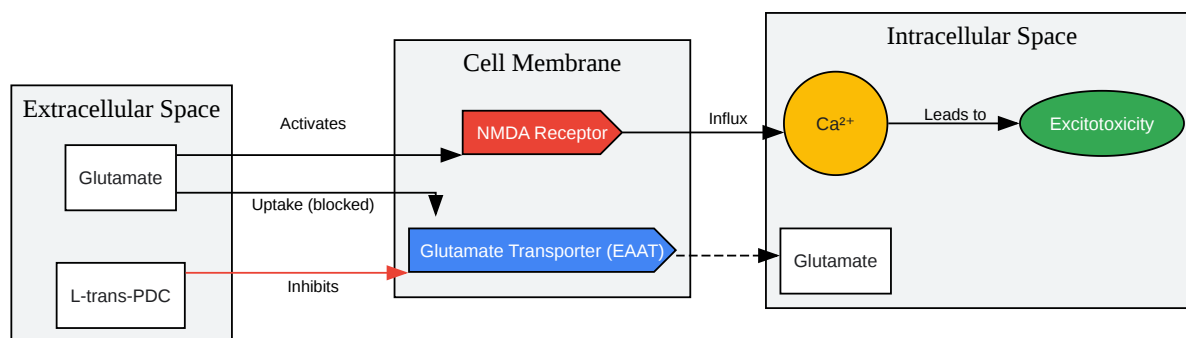 Extracellular Space
Glutamate
L-trans-PDC
Activates
Uptake (blocked)
Inhibits
Cell Membrane
NMDA Receptor
Glutamate Transporter (EAAT)
Influx
Intracellular Space
Ca²⁺
Leads to
Excitotoxicity
Glutamate